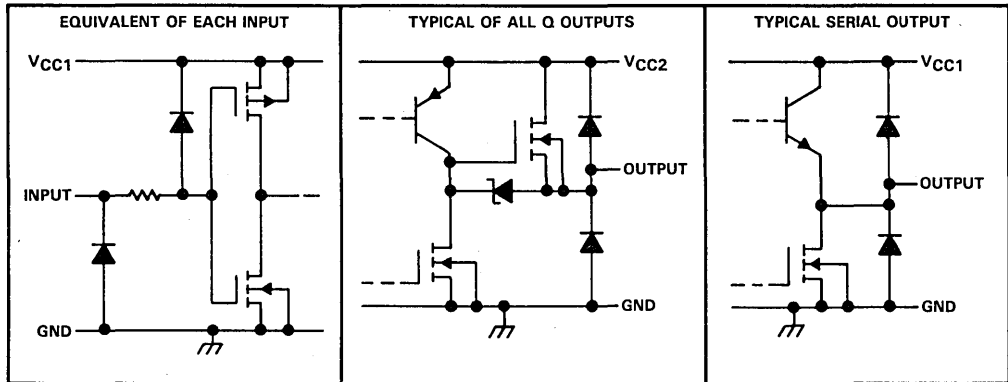 EQUIVALENT OF EACH INPUT
VCC1
INPUT
GND
TYPICAL OF ALL Q OUTPUTS
VCC2
OUTPUT
GND
TYPICAL SERIAL OUTPUT
VCC1
OUTPUT
GND